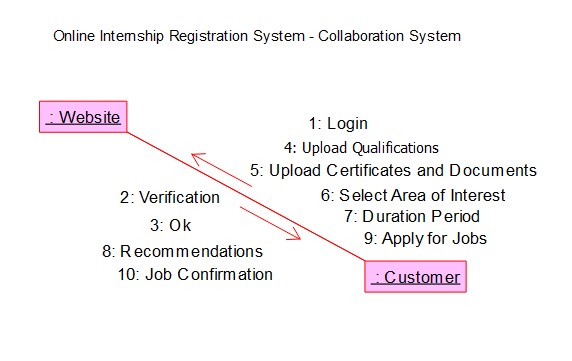 Online Internship Registration System - Collaboration System
: Website
1: Login
4: Upload Qualifications
5: Upload Certificates and Documents
6: Select Area of Interest
7: Duration Period
9: Apply for Jobs
2: Verification
3: Ok
8: Recommendations
10: Job Confirmation
: Customer